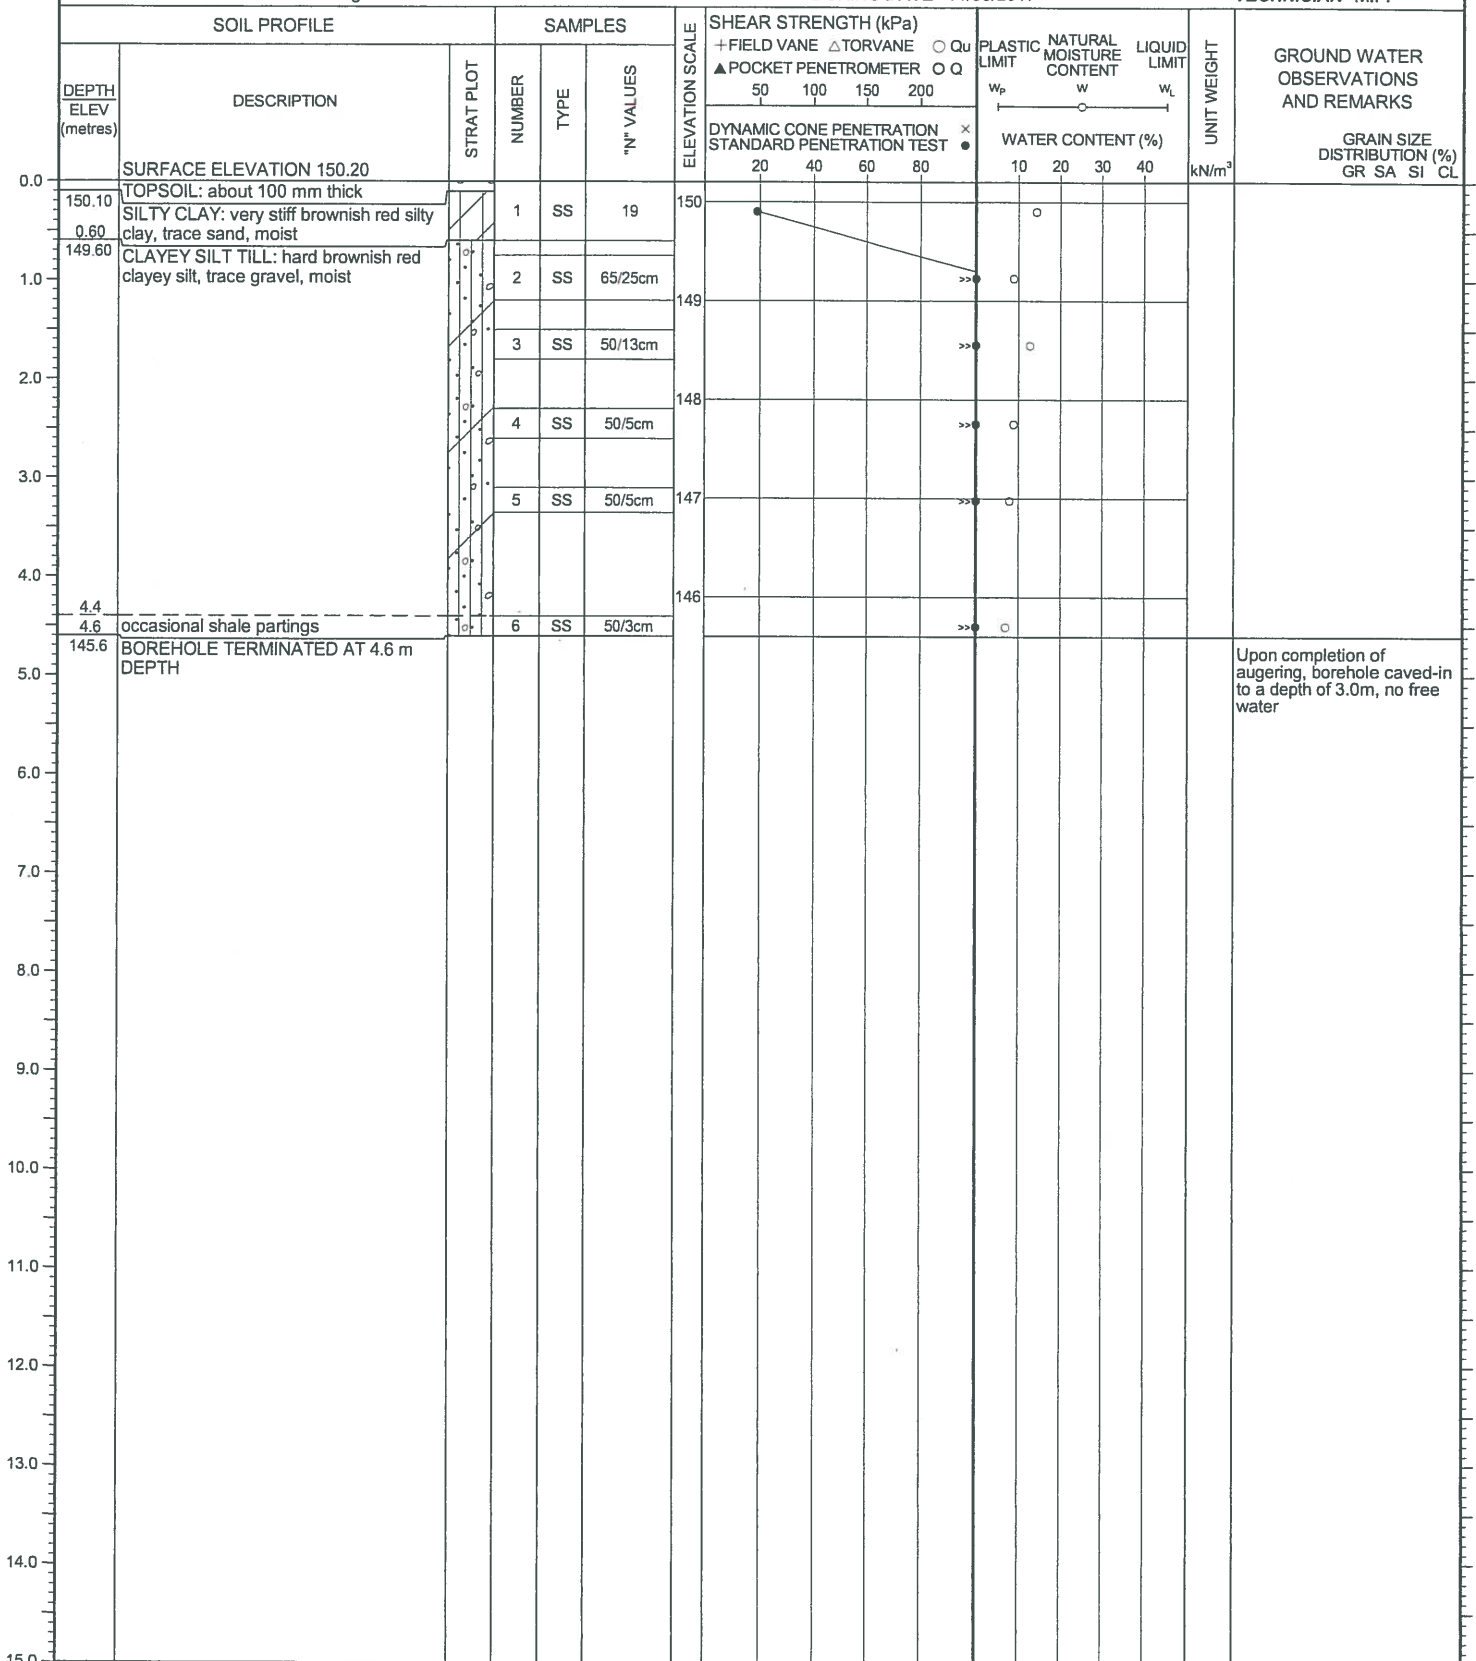 SOIL PROFILE
SAMPLES
DEPTH
ELEV
(metres)
DESCRIPTION
STRAT PLOT
NUMBER
TYPE
"N" VALUES
ELEVATION SCALE
SHEAR STRENGTH (kPa)
+FIELD VANE △TORVANE ○ Qu
▲POCKET PENETROMETER O Q
50 100 150 200
DYNAMIC CONE PENETRATION ×
STANDARD PENETRATION TEST ●
20 40 60 80
PLASTIC LIMIT
NATURAL MOISTURE CONTENT
LIQUID LIMIT
WP W WL
WATER CONTENT (%)
10 20 30 40
UNIT WEIGHT
kN/m³
GROUND WATER
OBSERVATIONS
AND REMARKS
GRAIN SIZE
DISTRIBUTION (%)
GR SA SI CL
SURFACE ELEVATION 150.20
0.0
150.10
TOPSOIL: about 100 mm thick
SILTY CLAY: very stiff brownish red silty
clay, trace sand, moist
1 SS 19
150
0.60
149.60
CLAYEY SILT TILL: hard brownish red
clayey silt, trace gravel, moist
1.0
2 SS 65/25cm
>>
149
3 SS 50/13cm
>>
2.0
148
4 SS 50/5cm
>>
3.0
5 SS 50/5cm
147
>>
4.0
146
4.4
4.6
occasional shale partings
6 SS 50/3cm
>>
145.6
BOREHOLE TERMINATED AT 4.6 m
DEPTH
Upon completion of
augering, borehole caved-in
to a depth of 3.0m, no free
water
5.0
6.0
7.0
8.0
9.0
10.0
11.0
12.0
13.0
14.0
15.0